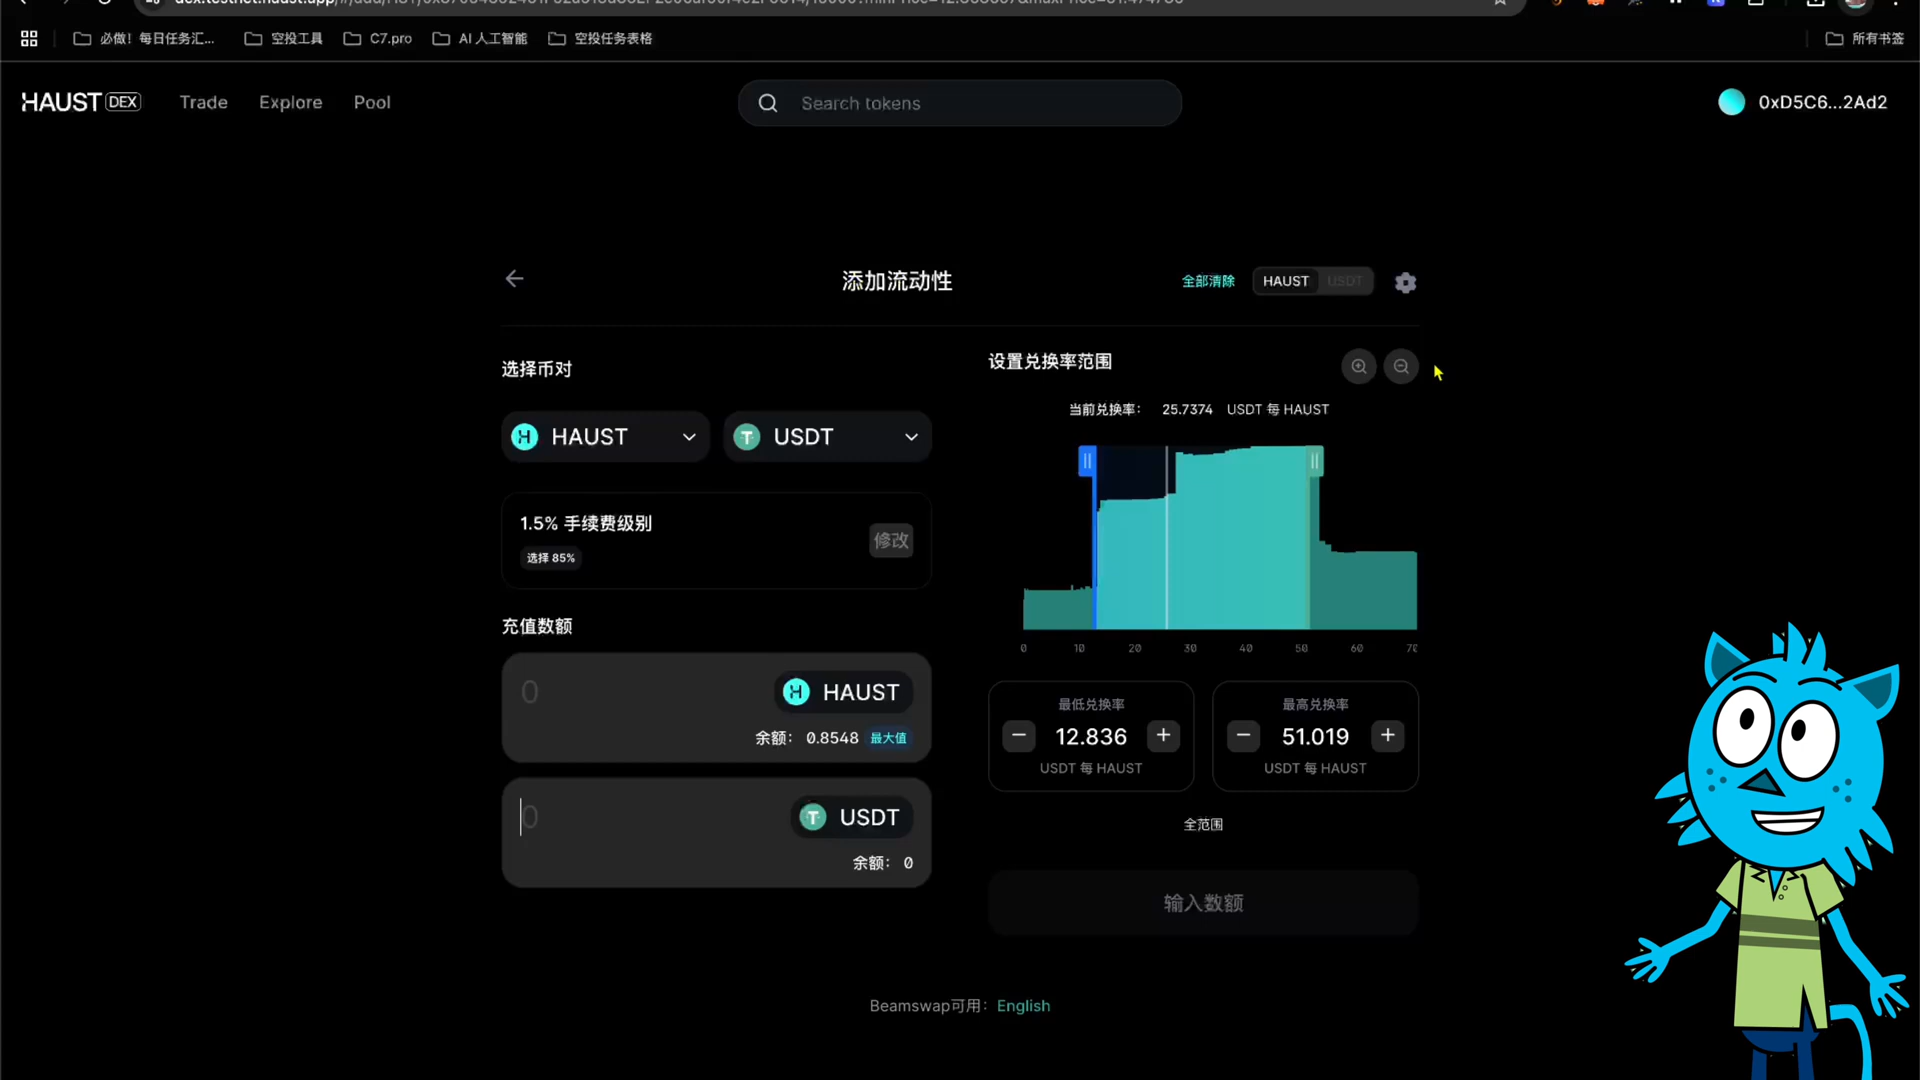 必做！每日任务汇...
空投工具
C7.pro
AI 人工智能
空投任务表格
所有书签
HAUST DEX
Trade
Explore
Pool
Search tokens
0xD5C6...2Ad2
添加流动性
全部清除
HAUST
USDT
选择币对
HAUST
USDT
1.5% 手续费级别
选择 85%
修改
充值数额
0
HAUST
余额： 0.8548 最大值
0
USDT
余额： 0
设置兑换率范围
当前兑换率： 25.7374 USDT 每 HAUST
0 10 20 30 40 50 60 70
最低兑换率
12.836
USDT 每 HAUST
最高兑换率
51.019
USDT 每 HAUST
全范围
输入数额
Beamswap可用： English